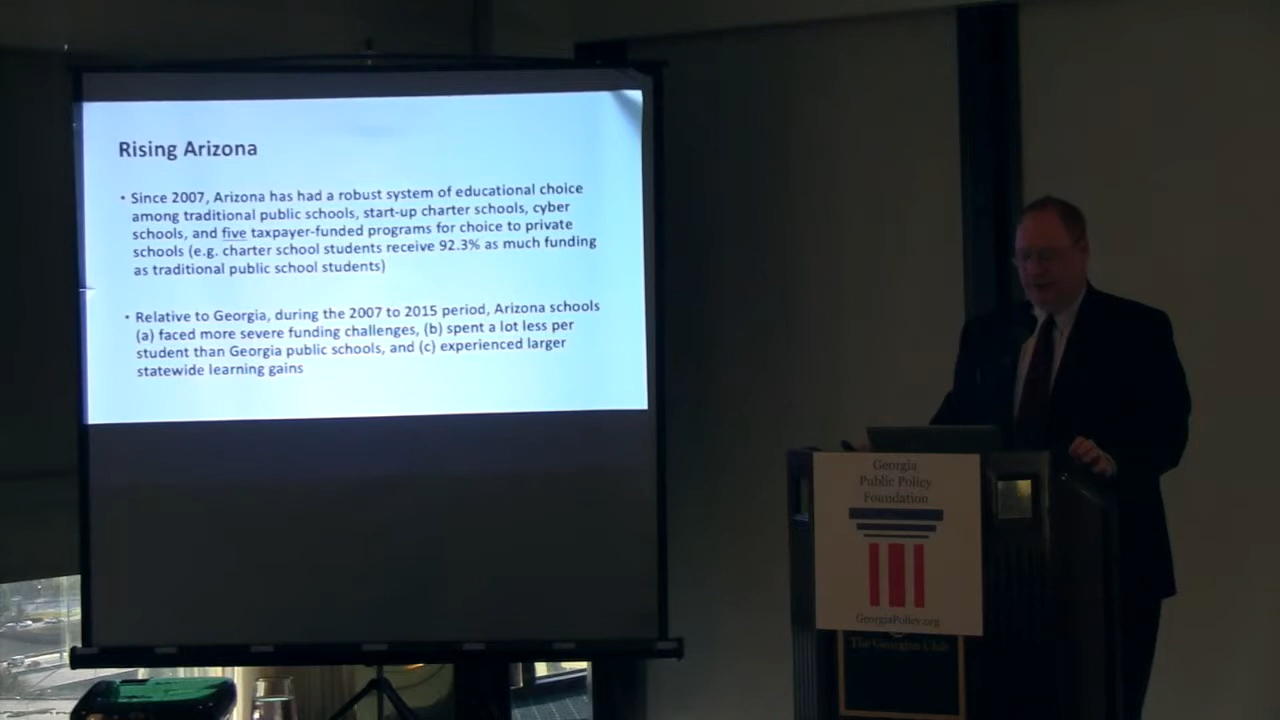 Rising Arizona
• Since 2007, Arizona has had a robust system of educational choice
among traditional public schools, start-up charter schools, cyber
schools, and five taxpayer-funded programs for choice to private
schools (e.g. charter school students receive 92.3% as much funding
as traditional public school students)
• Relative to Georgia, during the 2007 to 2015 period, Arizona schools
(a) faced more severe funding challenges, (b) spent a lot less per
student than Georgia public schools, and (c) experienced larger
statewide learning gains
Georgia
Public Policy
Foundation
GeorgiaPolicy.org
The Georgian Club